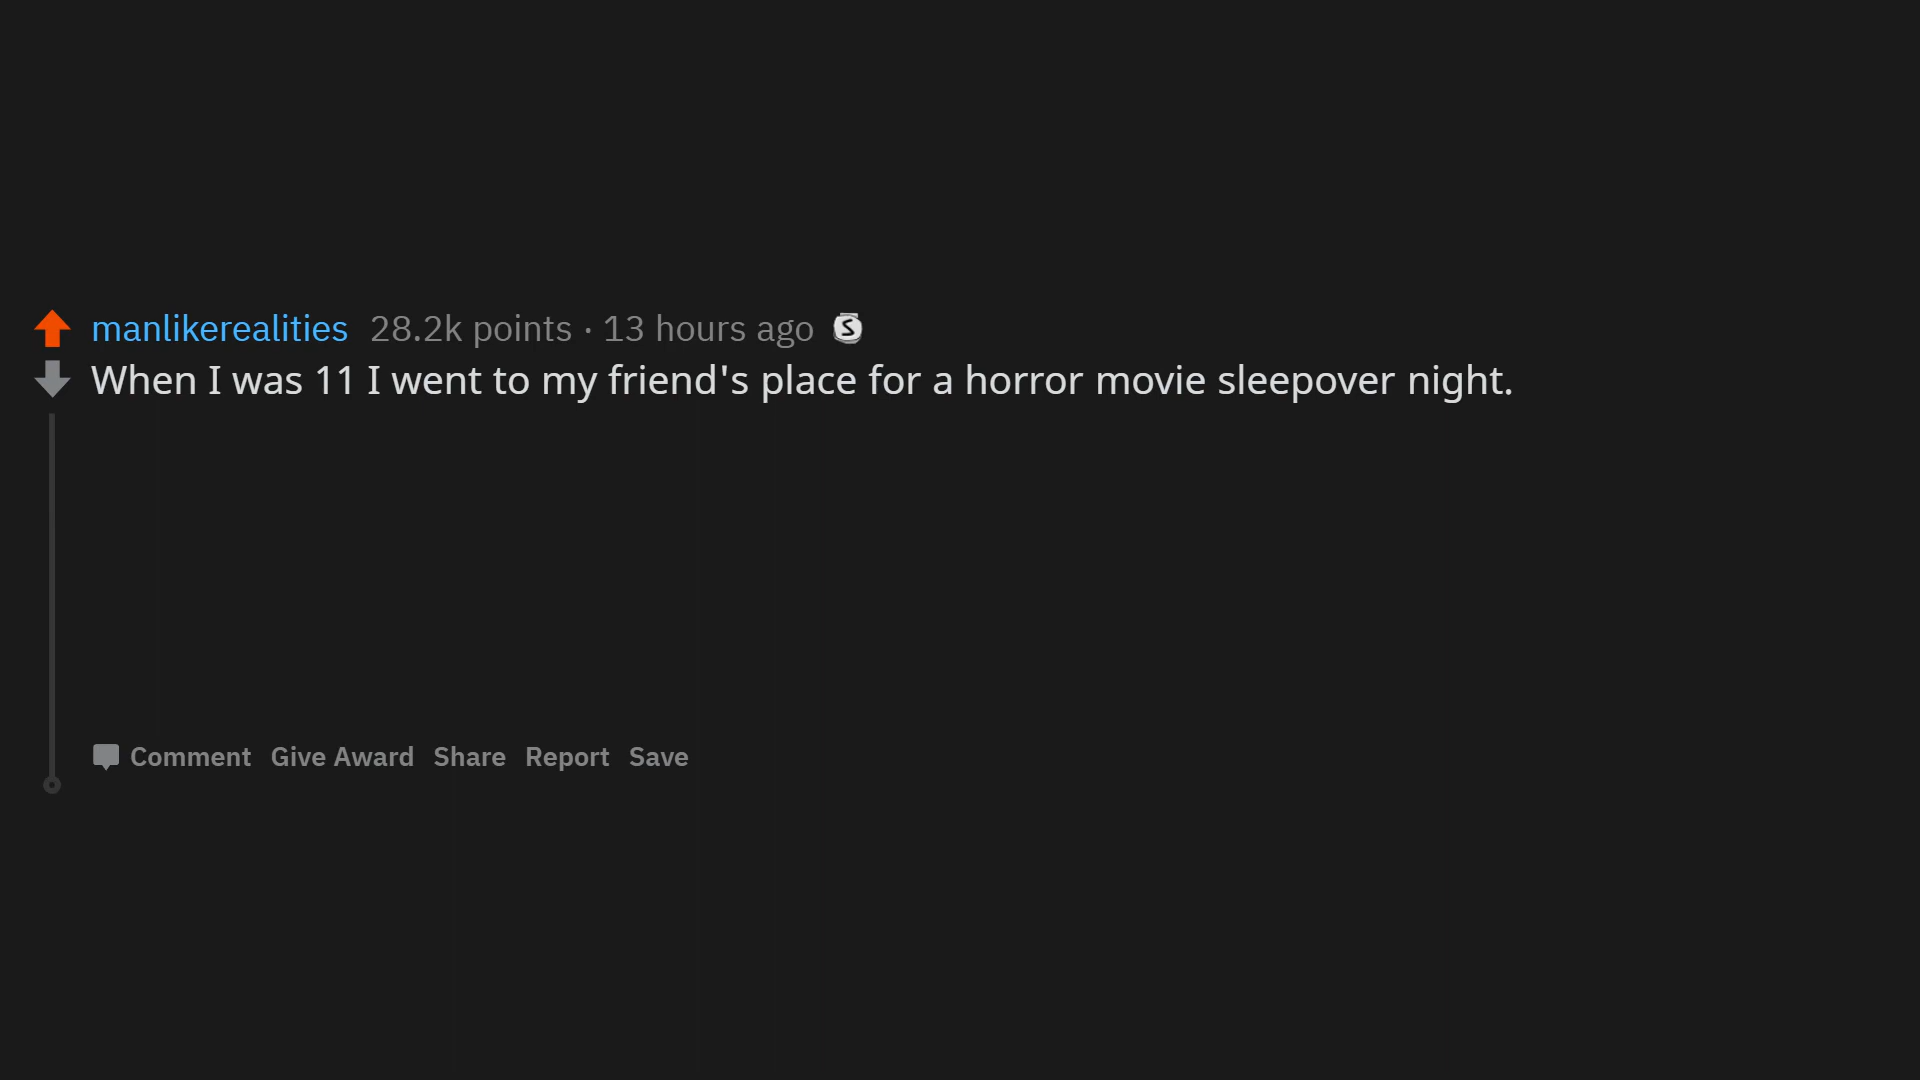 manlikerealities 28.2k points · 13 hours ago S
When I was 11 I went to my friend's place for a horror movie sleepover night.
Comment Give Award Share Report Save